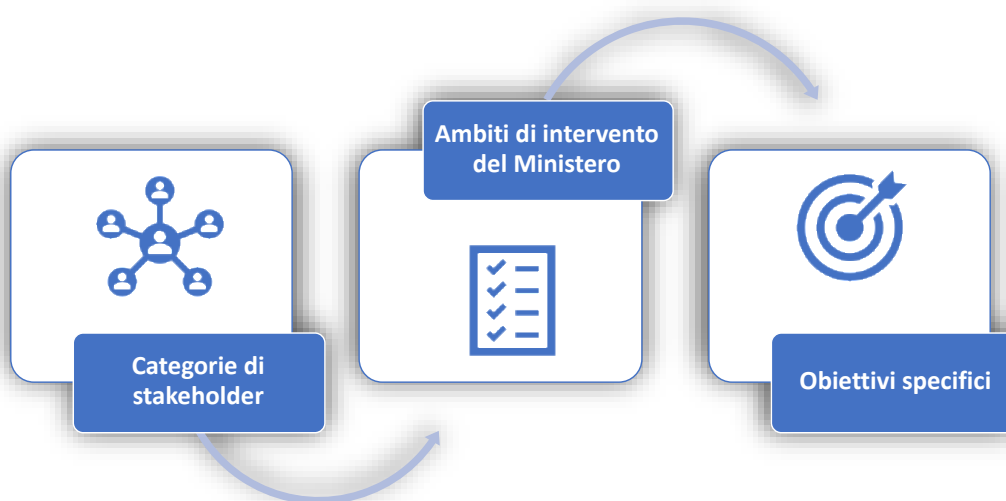 Categorie di
stakeholder
Ambiti di intervento
del Ministero
Obiettivi specifici